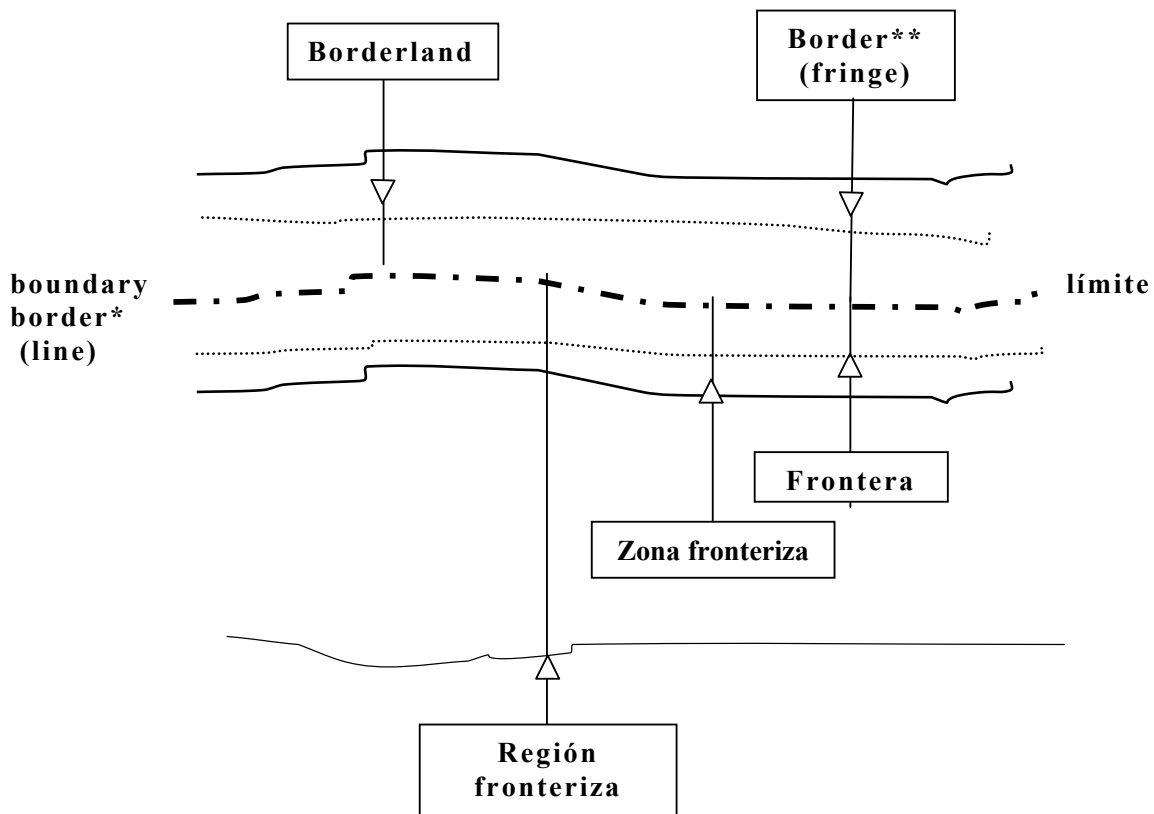 Borderland
Border**
(fringe)
boundary
border*
(line)
límite
Frontera
Zona fronteriza
Región
fronteriza